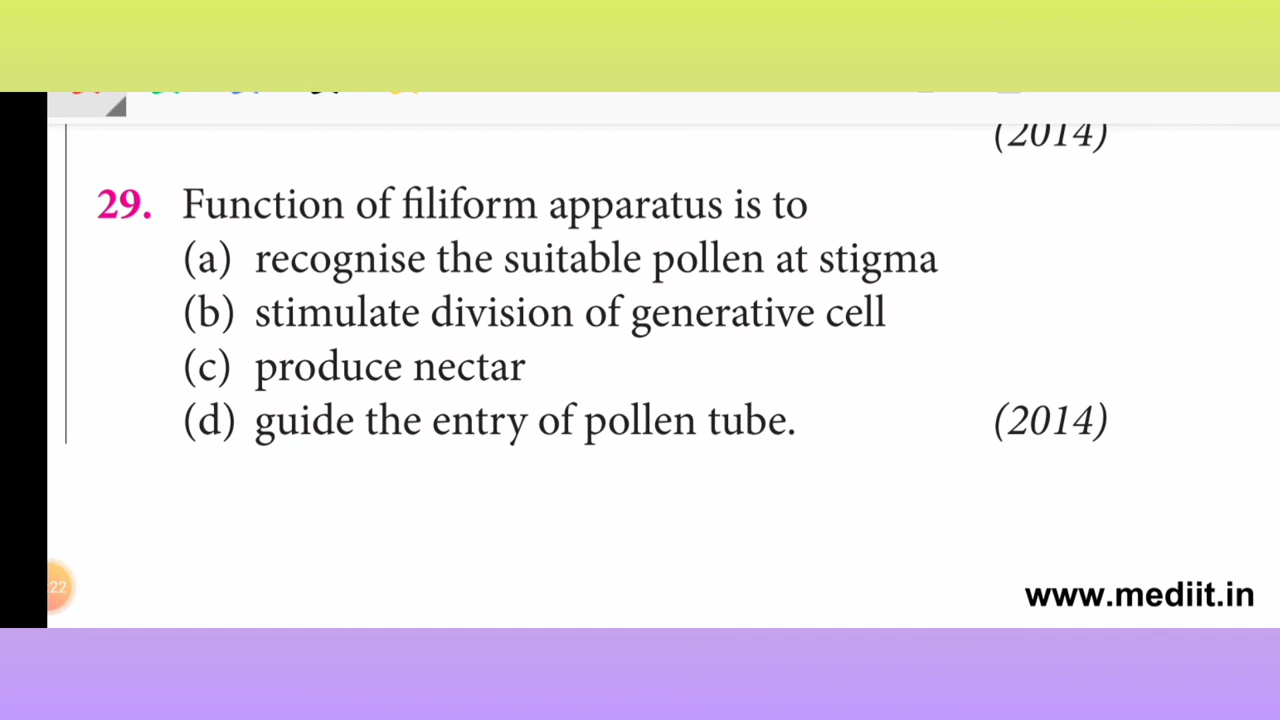 (2014)
29. Function of filiform apparatus is to
(a) recognise the suitable pollen at stigma
(b) stimulate division of generative cell
(c) produce nectar
(d) guide the entry of pollen tube. (2014)
:22
www.mediit.in